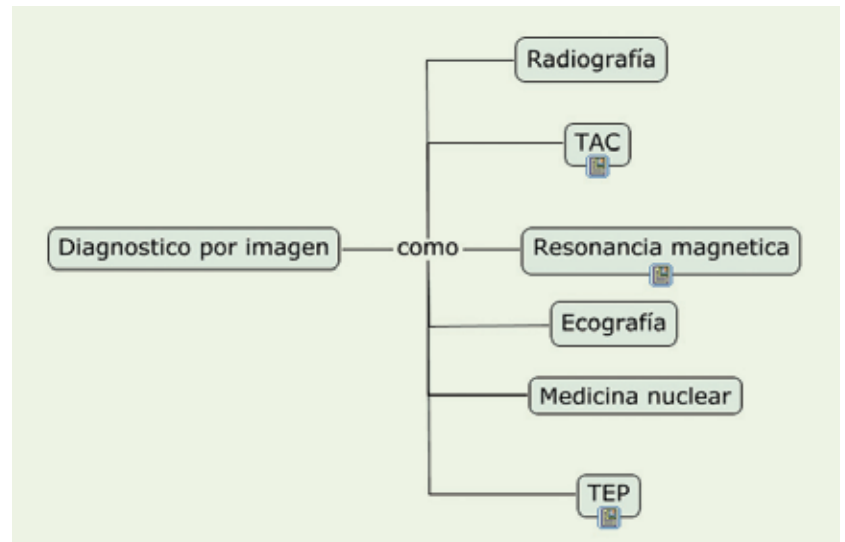 Radiografía
TAC
Diagnostico por imagen
como
Resonancia magnetica
Ecografía
Medicina nuclear
TEP